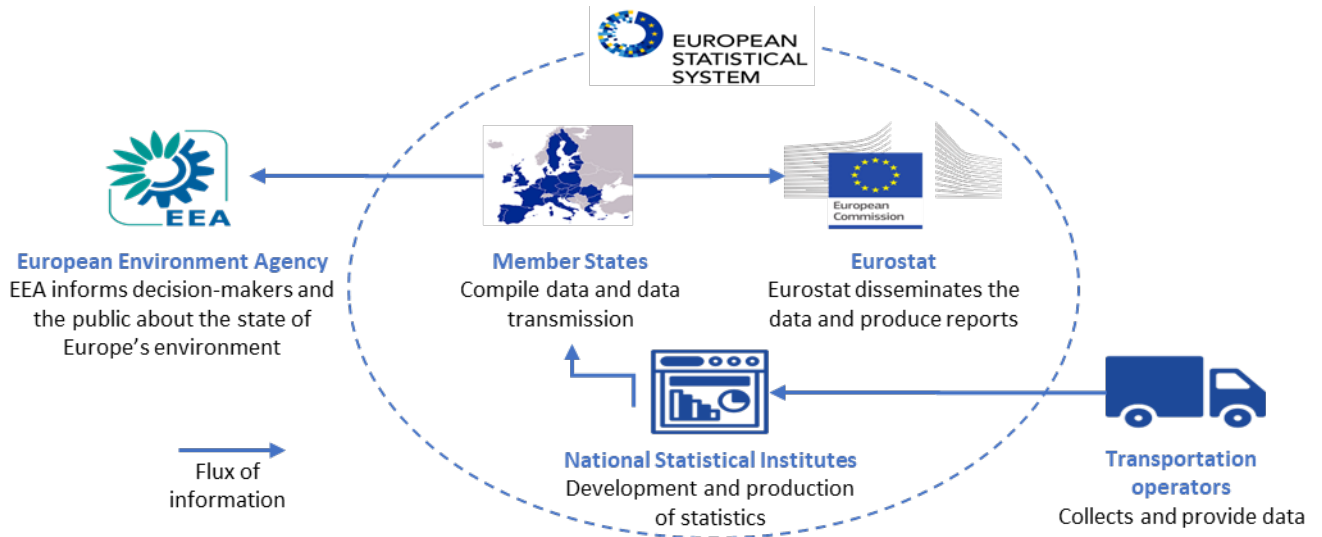 EUROPEAN
STATISTICAL
SYSTEM
EEA
European Environment Agency
EEA informs decision-makers and
the public about the state of
Europe's environment
Member States
Compile data and data
transmission
European
Commission
Eurostat
Eurostat disseminates the
data and produce reports
Flux of
information
National Statistical Institutes
Development and production
of statistics
Transportation
operators
Collects and provide data